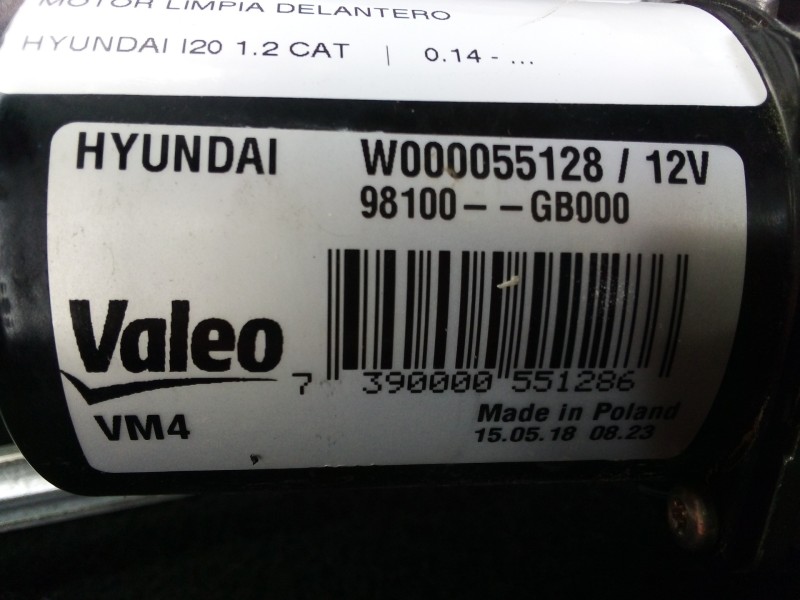 MOTOR LIMPIA DELANTERO
HYUNDAI I20 1.2 CAT | 0.14 - ...
HYUNDAI W000055128 / 12V
98100--GB000
Valeo
7 390000 551286
VM4
Made in Poland
15.05.18 08.23